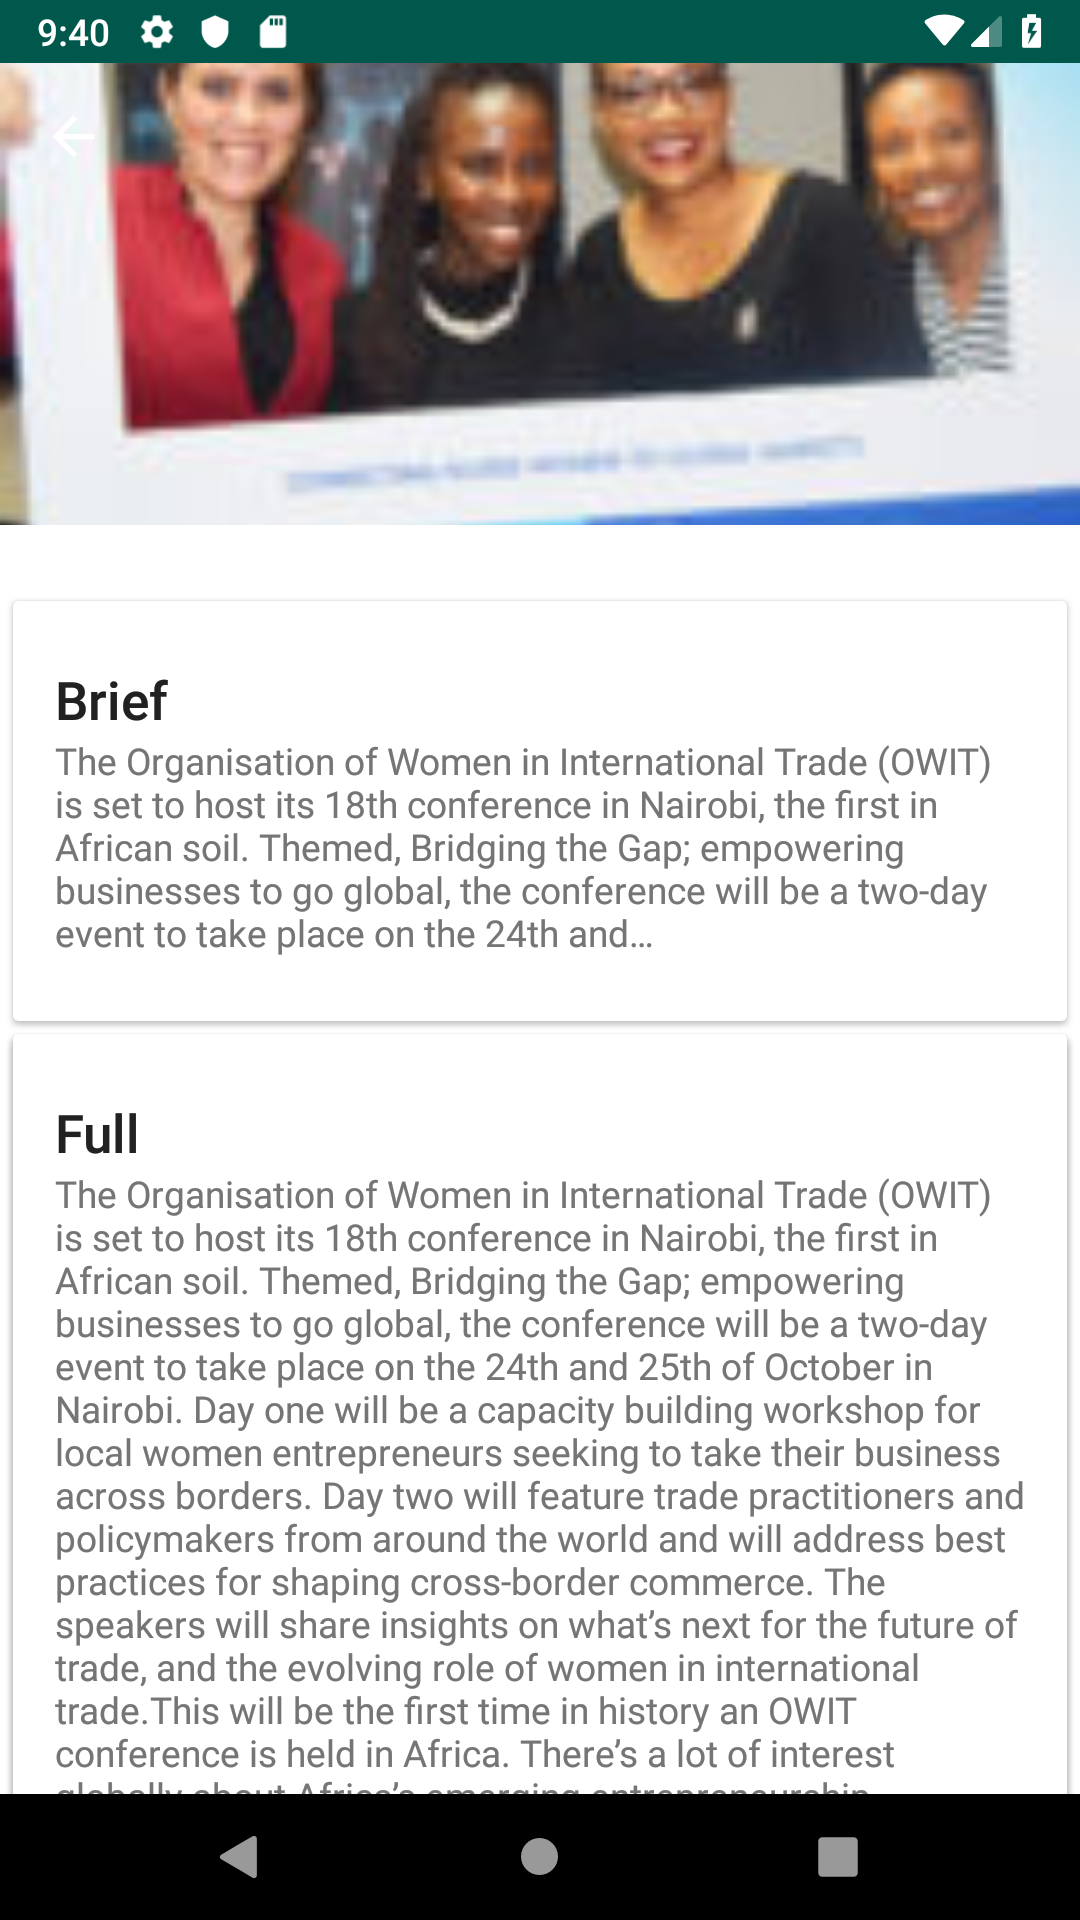 9:40
Brief
The Organisation of Women in International Trade (OWIT)
is set to host its 18th conference in Nairobi, the first in
African soil. Themed, Bridging the Gap; empowering
businesses to go global, the conference will be a two-day
event to take place on the 24th and…
Full
The Organisation of Women in International Trade (OWIT)
is set to host its 18th conference in Nairobi, the first in
African soil. Themed, Bridging the Gap; empowering
businesses to go global, the conference will be a two-day
event to take place on the 24th and 25th of October in
Nairobi. Day one will be a capacity building workshop for
local women entrepreneurs seeking to take their business
across borders. Day two will feature trade practitioners and
policymakers from around the world and will address best
practices for shaping cross-border commerce. The
speakers will share insights on what’s next for the future of
trade, and the evolving role of women in international
trade.This will be the first time in history an OWIT
conference is held in Africa. There’s a lot of interest
globally about Africa’s emerging entrepreneurship